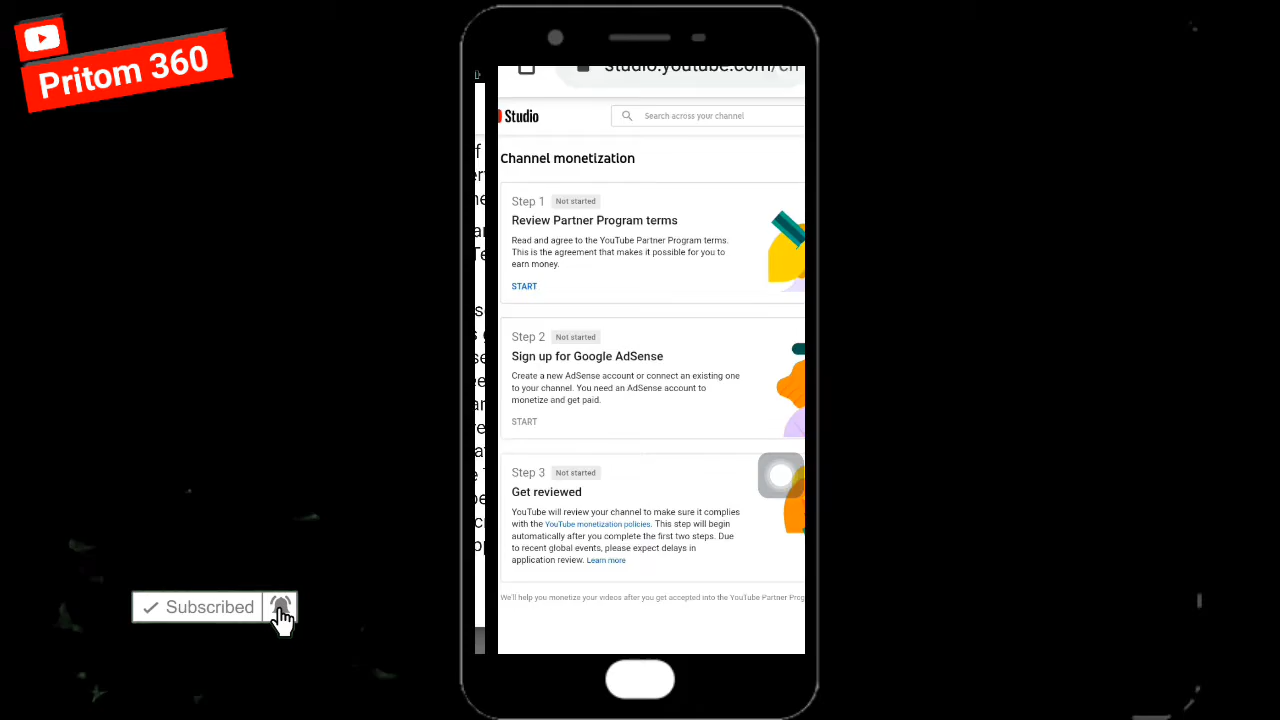 Pritom 360
studio.youtube.com/ch
Studio
Search across your channel
Channel monetization
Step 1 Not started
Review Partner Program terms
Read and agree to the YouTube Partner Program terms.
This is the agreement that makes it possible for you to
earn money.
START
Step 2 Not started
Sign up for Google AdSense
Create a new AdSense account or connect an existing one
to your channel. You need an AdSense account to
monetize and get paid.
START
Step 3 Not started
Get reviewed
YouTube will review your channel to make sure it complies
with the YouTube monetization policies. This step will begin
automatically after you complete the first two steps. Due
to recent global events, please expect delays in
application review. Learn more
We'll help you monetize your videos after you get accepted into the YouTube Partner Prog
Subscribed